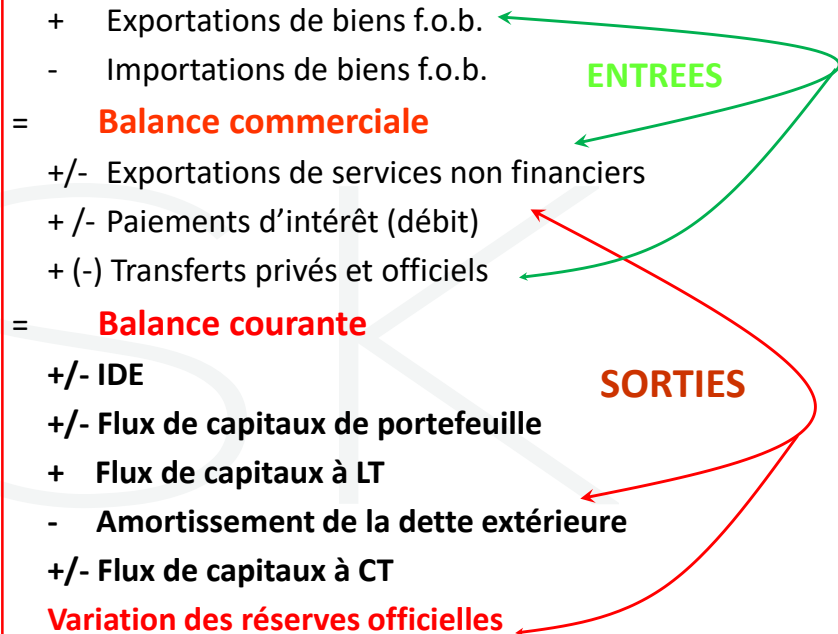 + Exportations de biens f.o.b.
- Importations de biens f.o.b.
ENTREES
= Balance commerciale
+/- Exportations de services non financiers
+ /- Paiements d’intérêt (débit)
+ (-) Transferts privés et officiels
= Balance courante
+/- IDE
SORTIES
+/- Flux de capitaux de portefeuille
+ Flux de capitaux à LT
- Amortissement de la dette extérieure
+/- Flux de capitaux à CT
Variation des réserves officielles
SK